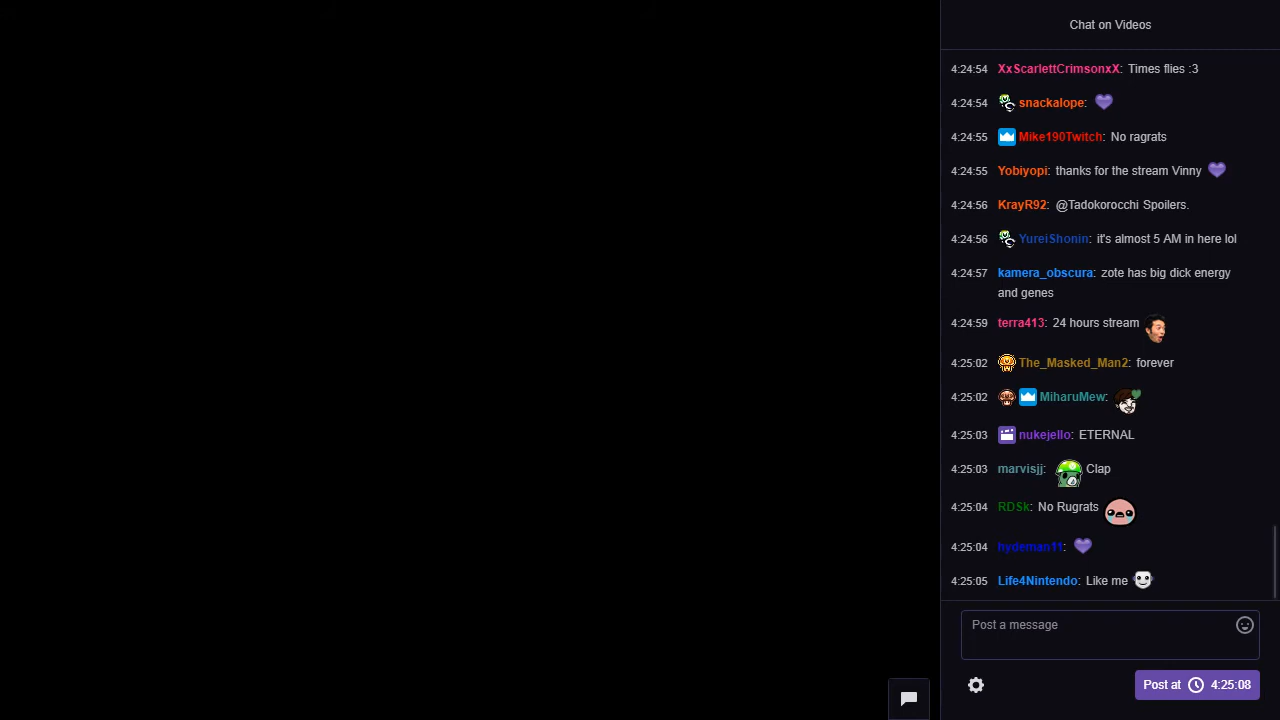 Chat on Videos
4:24:54 XxScarlettCrimsonxX: Times flies :3
4:24:54 snackalope:
4:24:55 Mike190Twitch: No ragrats
4:24:55 Yobiyopi: thanks for the stream Vinny
4:24:56 KrayR92: @Tadokorocchi Spoilers.
4:24:56 YureiShonin: it's almost 5 AM in here lol
4:24:57 kamera_obscura: zote has big dick energy
and genes
4:24:59 terra413: 24 hours stream
4:25:02 The_Masked_Man2: forever
4:25:02 MiharuMew:
4:25:03 nukejello: ETERNAL
4:25:03 marvisjj: Clap
4:25:04 RDSk: No Rugrats
4:25:04 hydeman11:
4:25:05 Life4Nintendo: Like me
Post a message
Post at 4:25:08